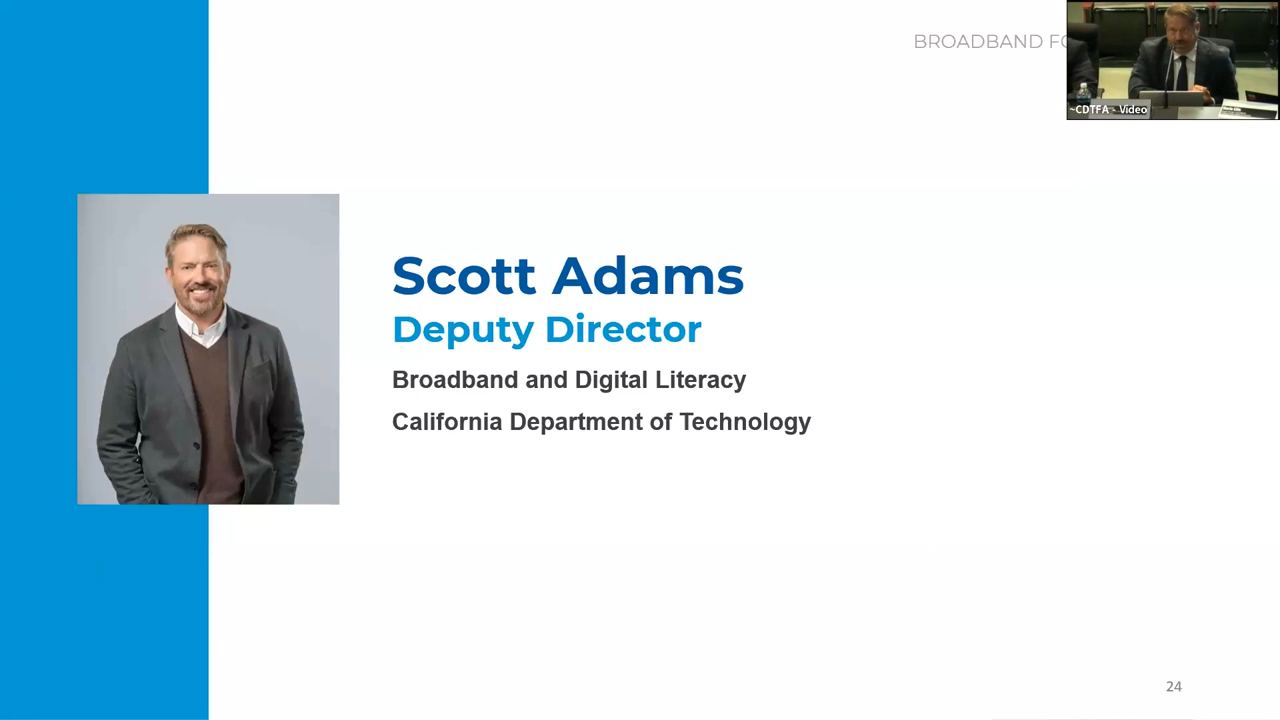 BROADBAND FO
~CDTFA - Video
Scott Adams
Deputy Director
Broadband and Digital Literacy
California Department of Technology
24